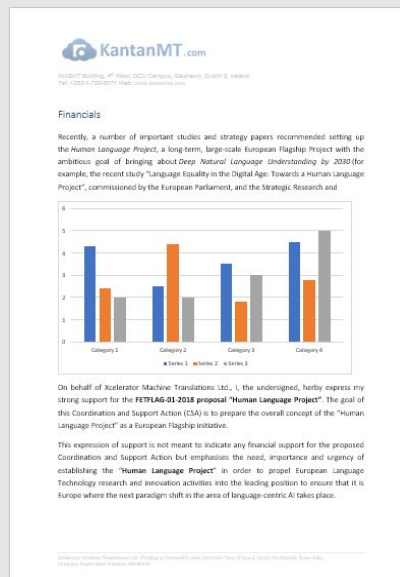 KantanMT.com
INVENT Building, 4th Floor, DCU Campus, Glasnevin, Dublin 9, Ireland.
Financials
Recently, a number of important studies and strategy papers recommended setting up
the Human Language Project, a long-term, large-scale European Flagship Project with the
ambitious goal of bringing about Deep Natural Language Understanding by 2030 (for
example, the recent study "Language Equality in the Digital Age: Towards a Human Language
Project", commissioned by the European Parliament, and the Strategic Research and
6
5
4
3
2
1
0
Category 1 Category 2 Category 3 Category 4
Series 1 Series 2 Series 3
On behalf of Xcelerator Machine Translations Ltd., I, the undersigned, herby express my
strong support for the FETFLAG-01-2018 proposal "Human Language Project". The goal of
this Coordination and Support Action (CSA) is to prepare the overall concept of the "Human
Language Project" as a European Flagship initiative.
This expression of support is not meant to indicate any financial support for the proposed
Coordination and Support Action but emphasises the need, importance and urgency of
establishing the "Human Language Project" in order to propel European Language
Technology research and innovation activities into the leading position to ensure that it is
Europe where the next paradigm shift in the area of language-centric AI takes place.